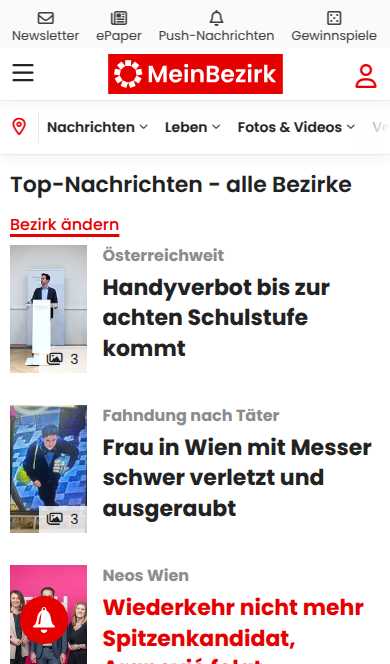 Newsletter ePaper Push-Nachrichten Gewinnspiele
MeinBezirk
Nachrichten Leben Fotos & Videos
Top-Nachrichten - alle Bezirke
Bezirk ändern
Österreichweit
Handyverbot bis zur
achten Schulstufe
kommt
3
Fahndung nach Täter
Frau in Wien mit Messer
schwer verletzt und
ausgeraubt
3
Neos Wien
Wiederkehr nicht mehr
Spitzenkandidat,